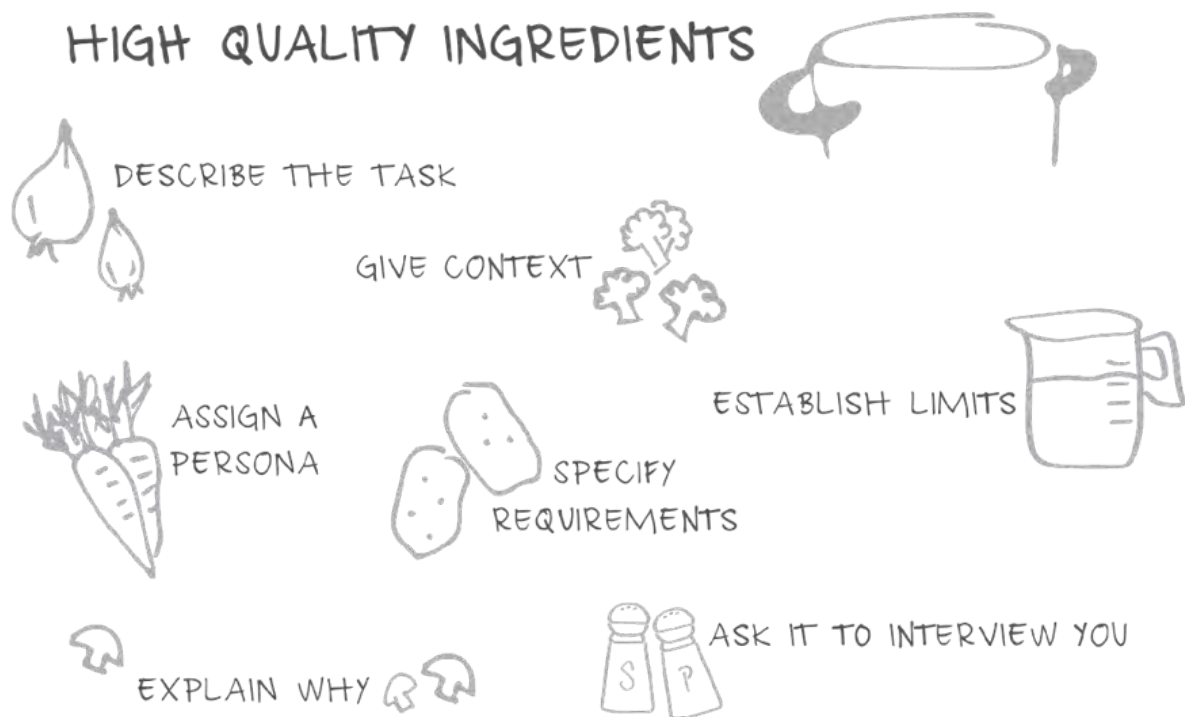 HIGH QUALITY INGREDIENTS
DESCRIBE THE TASK
GIVE CONTEXT
ASSIGN A
PERSONA
ESTABLISH LIMITS
SPECIFY
REQUIREMENTS
EXPLAIN WHY
S P
ASK IT TO INTERVIEW YOU